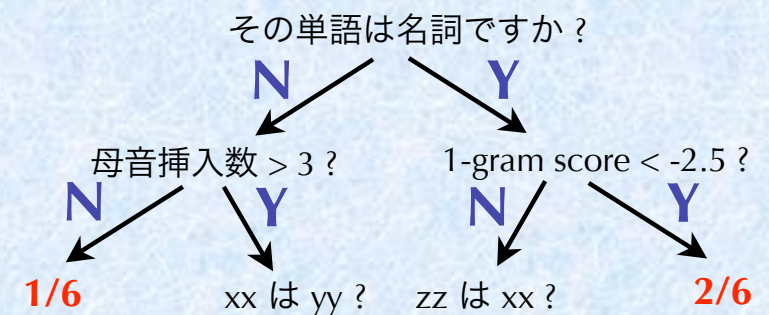 その単語は名詞ですか ?
N Y
母音挿入数 > 3 ? 1-gram score < -2.5 ?
N Y N Y
1/6 xx は yy ? zz は xx ? 2/6